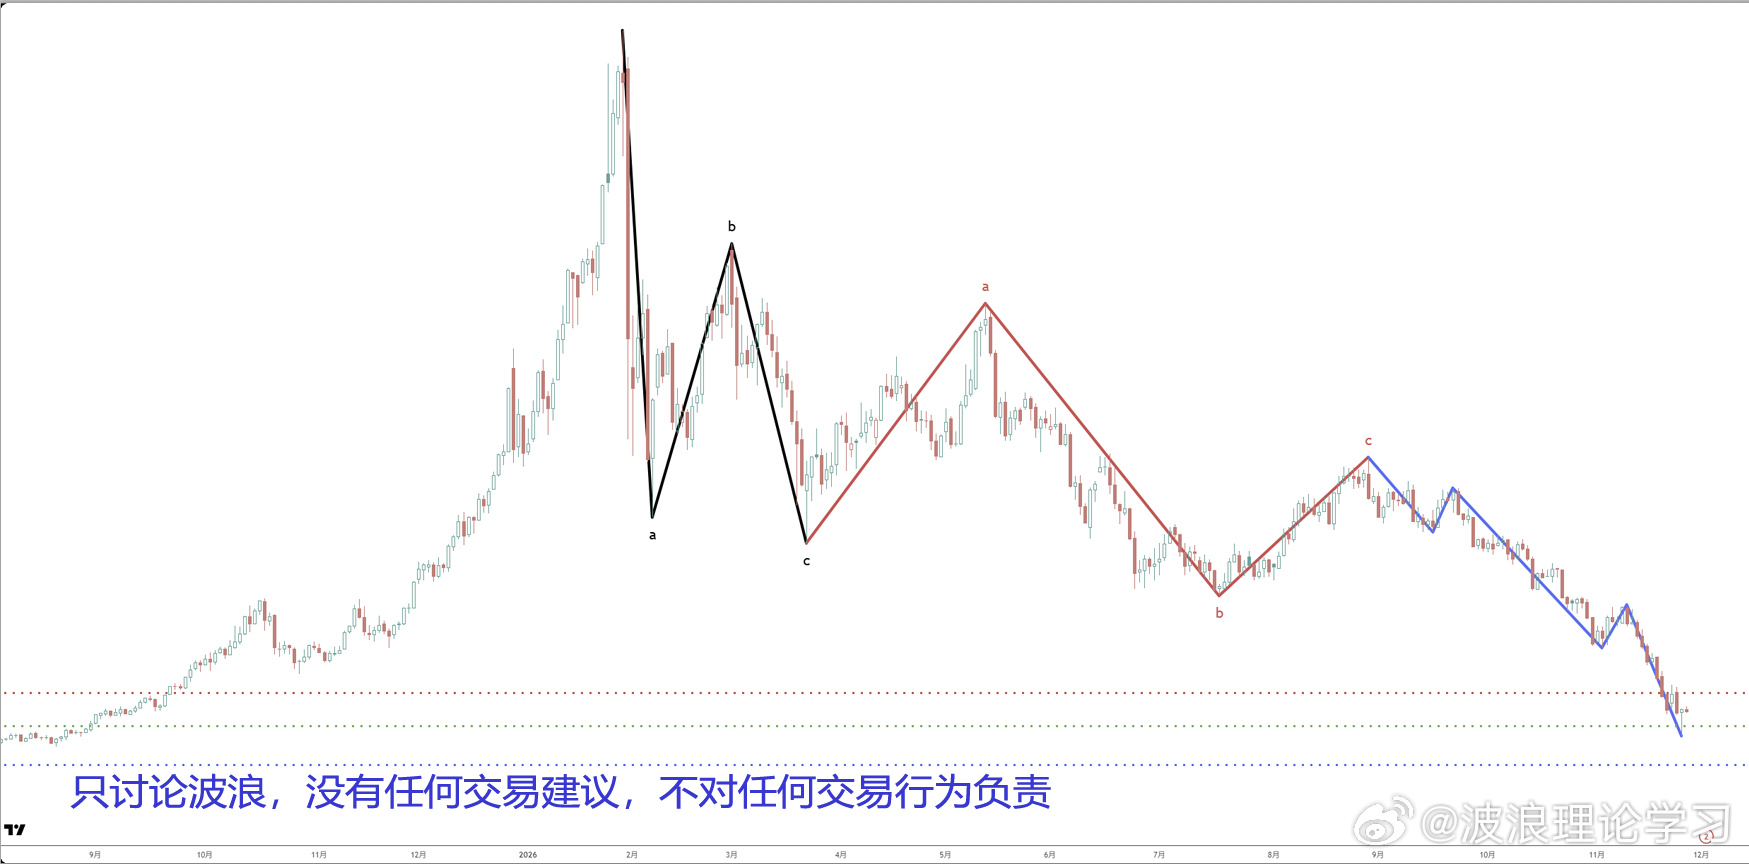 b
a
c
a
b
c
只讨论波浪，没有任何交易建议，不对任何交易行为负责
@波浪理论学习
2
9月 10月 11月 12月 2026 2月 3月 4月 5月 6月 7月 8月 9月 10月 11月 12月